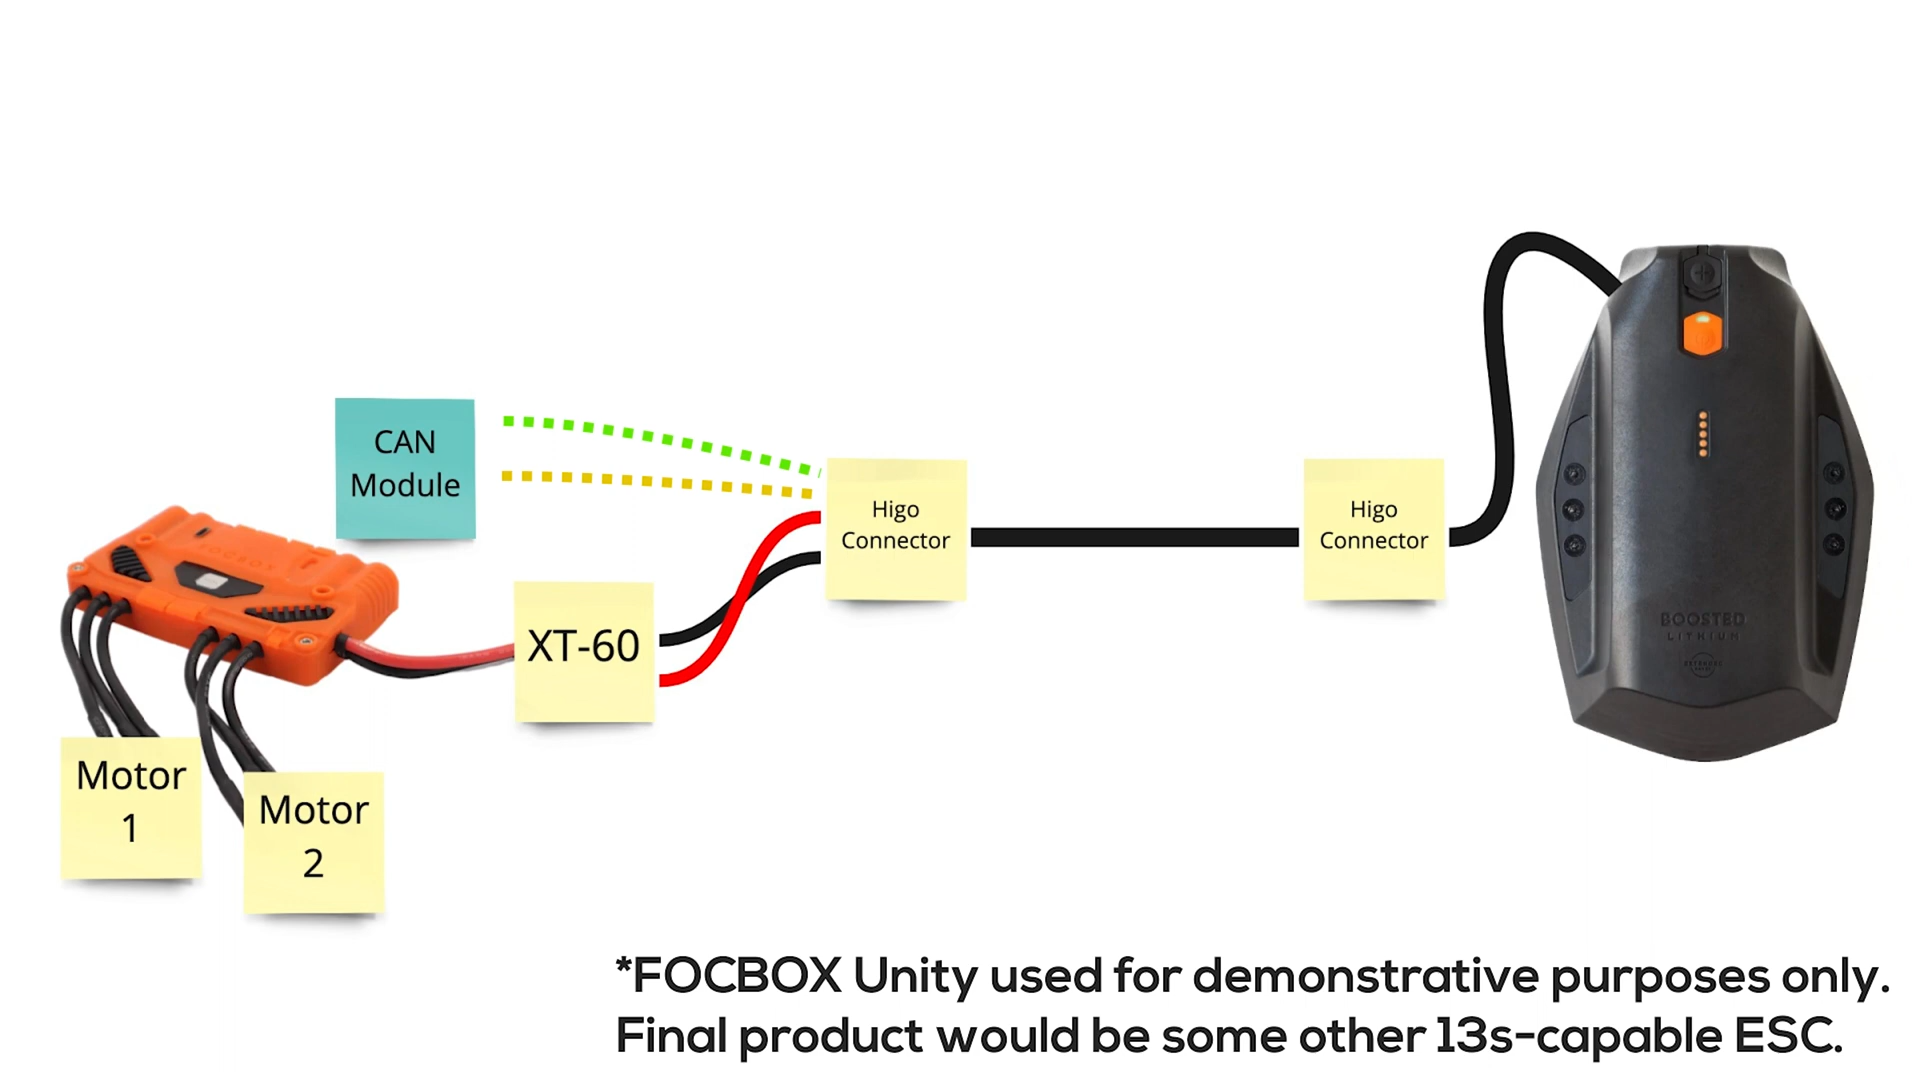 CAN
Module
Higo
Connector
Higo
Connector
FOCBOX
XT-60
BOOSTED
LITHIUM
Motor
1
Motor
2
*FOCBOX Unity used for demonstrative purposes only.
Final product would be some other 13s-capable ESC.